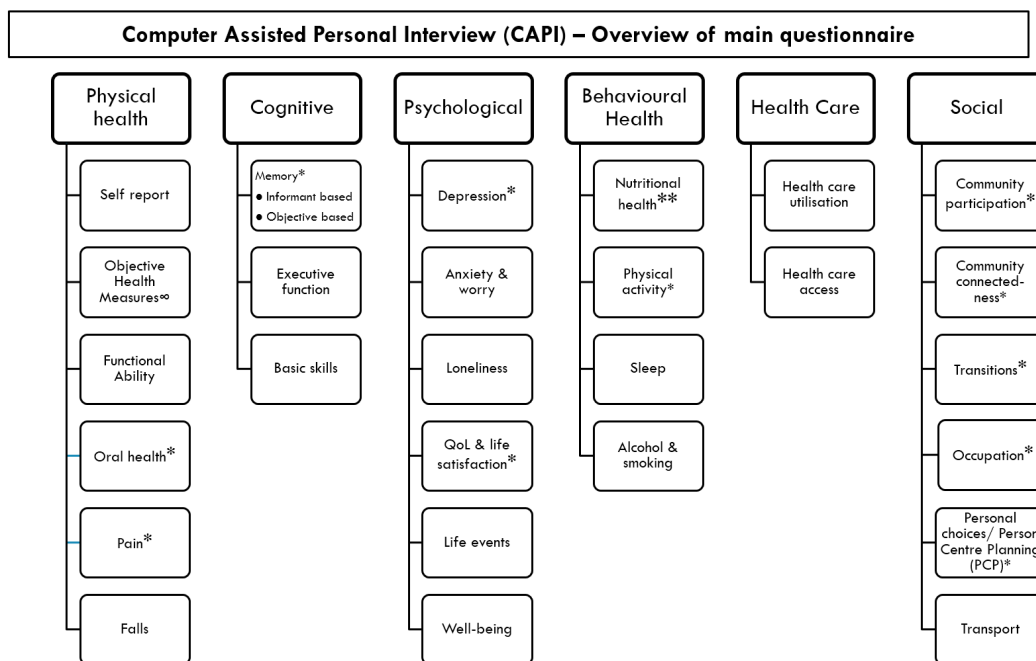 Computer Assisted Personal Interview (CAPI) – Overview of main questionnaire
Physical
health
Self report
Objective
Health
Measures∞
Functional
Ability
Oral health*
Pain*
Falls
Cognitive
Memory*
● Informant based
● Objective based
Executive
function
Basic skills
Psychological
Depression*
Anxiety &
worry
Loneliness
QoL & life
satisfaction*
Life events
Well-being
Behavioural
Health
Nutritional
health**
Physical
activity*
Sleep
Alcohol &
smoking
Health Care
Health care
utilisation
Health care
access
Social
Community
participation*
Community
connected-
ness*
Transitions*
Occupation*
Personal
choices/ Person
Centre Planning
(PCP)*
Transport